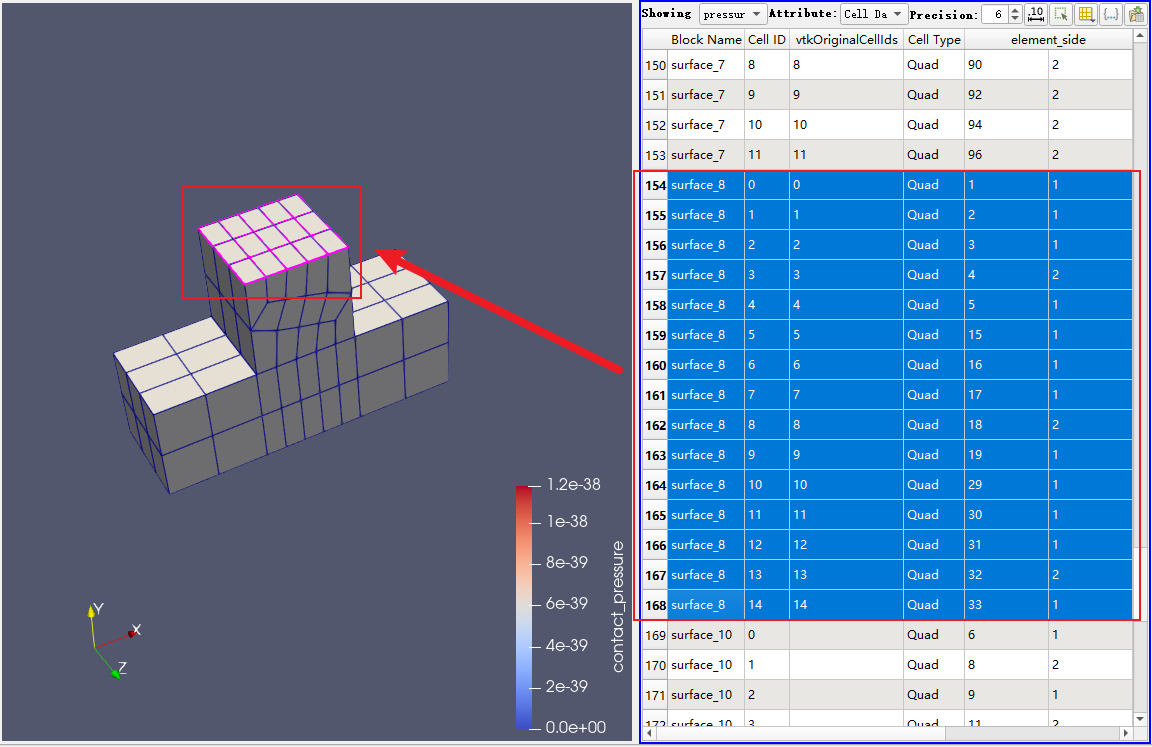 Showing pressur Attribute: Cell Da Precision: 6 .10
Block Name Cell ID vtkOriginalCellIds Cell Type element_side
150 surface_7 8 8 Quad 90 2
151 surface_7 9 9 Quad 92 2
152 surface_7 10 10 Quad 94 2
153 surface_7 11 11 Quad 96 2
154 surface_8 0 0 Quad 1 1
155 surface_8 1 1 Quad 2 1
156 surface_8 2 2 Quad 3 1
157 surface_8 3 3 Quad 4 2
158 surface_8 4 4 Quad 5 1
159 surface_8 5 5 Quad 15 1
160 surface_8 6 6 Quad 16 1
161 surface_8 7 7 Quad 17 1
162 surface_8 8 8 Quad 18 2
163 surface_8 9 9 Quad 19 1
164 surface_8 10 10 Quad 29 1
165 surface_8 11 11 Quad 30 1
166 surface_8 12 12 Quad 31 1
167 surface_8 13 13 Quad 32 2
168 surface_8 14 14 Quad 33 1
169 surface_10 0 Quad 6 1
170 surface_10 1 Quad 8 2
171 surface_10 2 Quad 9 1
172 surface_10 3 Quad 11 2
1.2e-38
1e-38
8e-39
6e-39
4e-39
2e-39
0.0e+00
contact_pressure
Y
X
Z